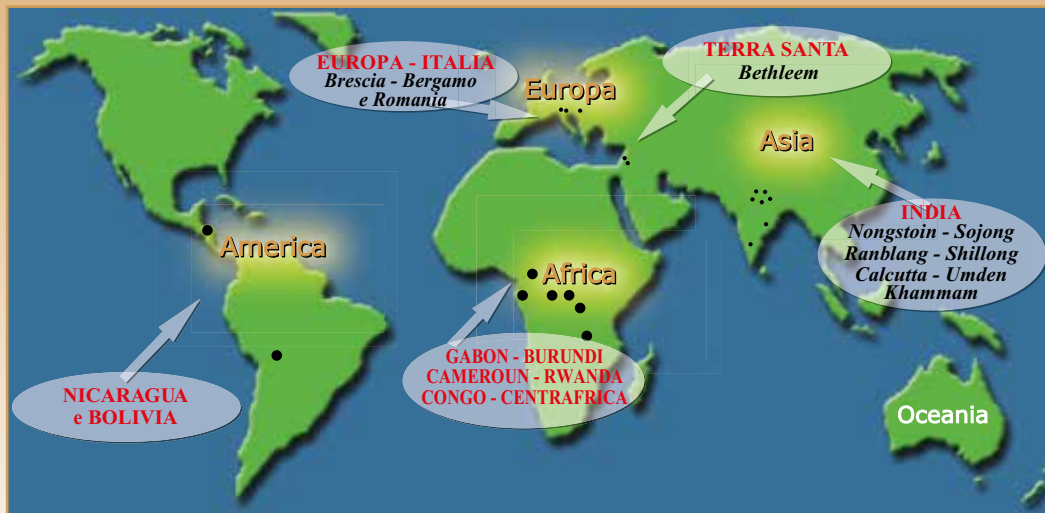 EUROPA - ITALIA
Brescia - Bergamo
e Romania
TERRA SANTA
Bethleem
Europa
Asia
INDIA
Nongstoin - Sojong
Ranblang - Shillong
Calcutta - Umden
Khammam
America
Africa
GABON - BURUNDI
CAMEROUN - RWANDA
CONGO - CENTRAFRICA
NICARAGUA
e BOLIVIA
Oceania